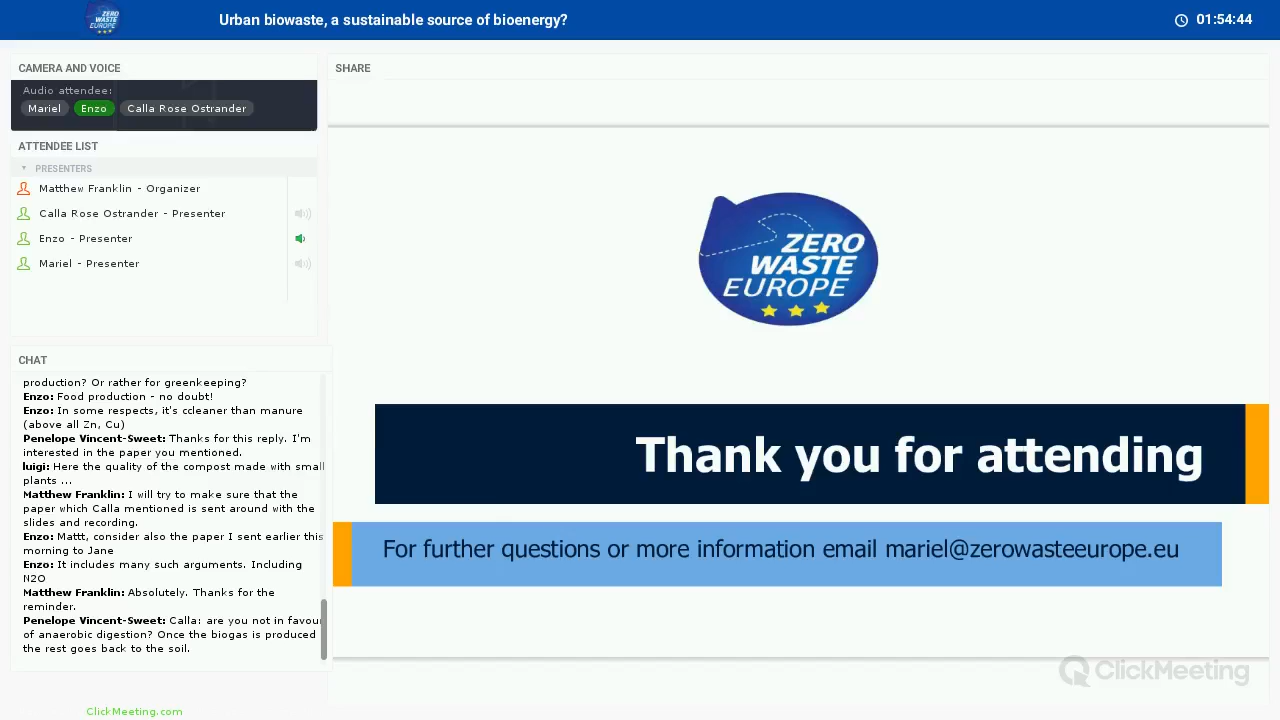 ZERO
WASTE
EUROPE
Urban biowaste, a sustainable source of bioenergy?
01:54:44
CAMERA AND VOICE
Audio attendee:
Mariel Enzo Calla Rose Ostrander
ATTENDEE LIST
PRESENTERS
Matthew Franklin - Organizer
Calla Rose Ostrander - Presenter
Enzo - Presenter
Mariel - Presenter
CHAT
production? Or rather for greenkeeping?
Enzo: Food production - no doubt!
Enzo: In some respects, it's ccleaner than manure
(above all Zn, Cu)
Penelope Vincent-Sweet: Thanks for this reply. I'm
interested in the paper you mentioned.
luigi: Here the quality of the compost made with small
plants ...
Matthew Franklin: I will try to make sure that the
paper which Calla mentioned is sent around with the
slides and recording.
Enzo: Mattt, consider also the paper I sent earlier this
morning to Jane
Enzo: It includes many such arguments. Including
N2O
Matthew Franklin: Absolutely. Thanks for the
reminder.
Penelope Vincent-Sweet: Calla: are you not in favour
of anaerobic digestion? Once the biogas is produced
the rest goes back to the soil.
ClickMeeting.com
SHARE
ZERO
WASTE
EUROPE
Thank you for attending
For further questions or more information email mariel@zerowasteeurope.eu
ClickMeeting